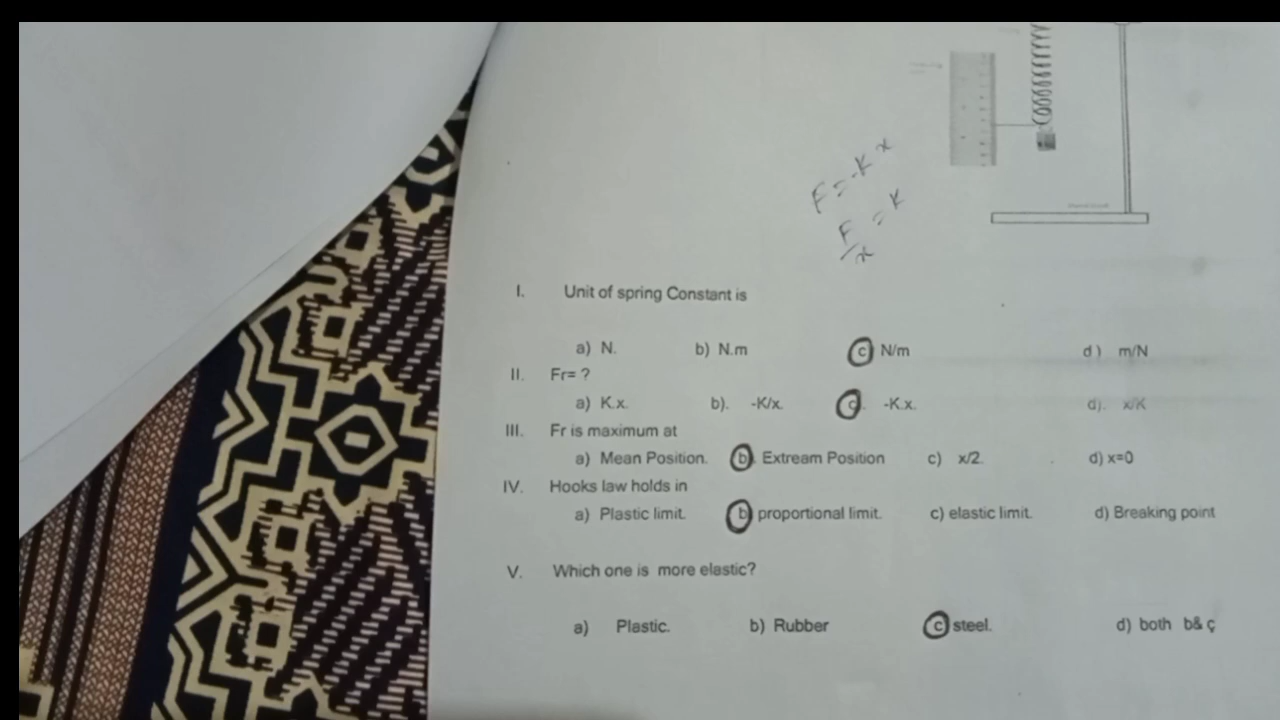 F = -K x
F/x = K
I. Unit of spring Constant is
a) N. b) N.m c) N/m d) m/N
II. Fr= ?
a) K.x. b). -K/x. c). -K.x. d). x/K
III. Fr is maximum at
a) Mean Position. b). Extream Position c) x/2. d) x=0
IV. Hooks law holds in
a) Plastic limit. b) proportional limit. c) elastic limit. d) Breaking point
V. Which one is more elastic?
a) Plastic. b) Rubber c) steel. d) both b& ç